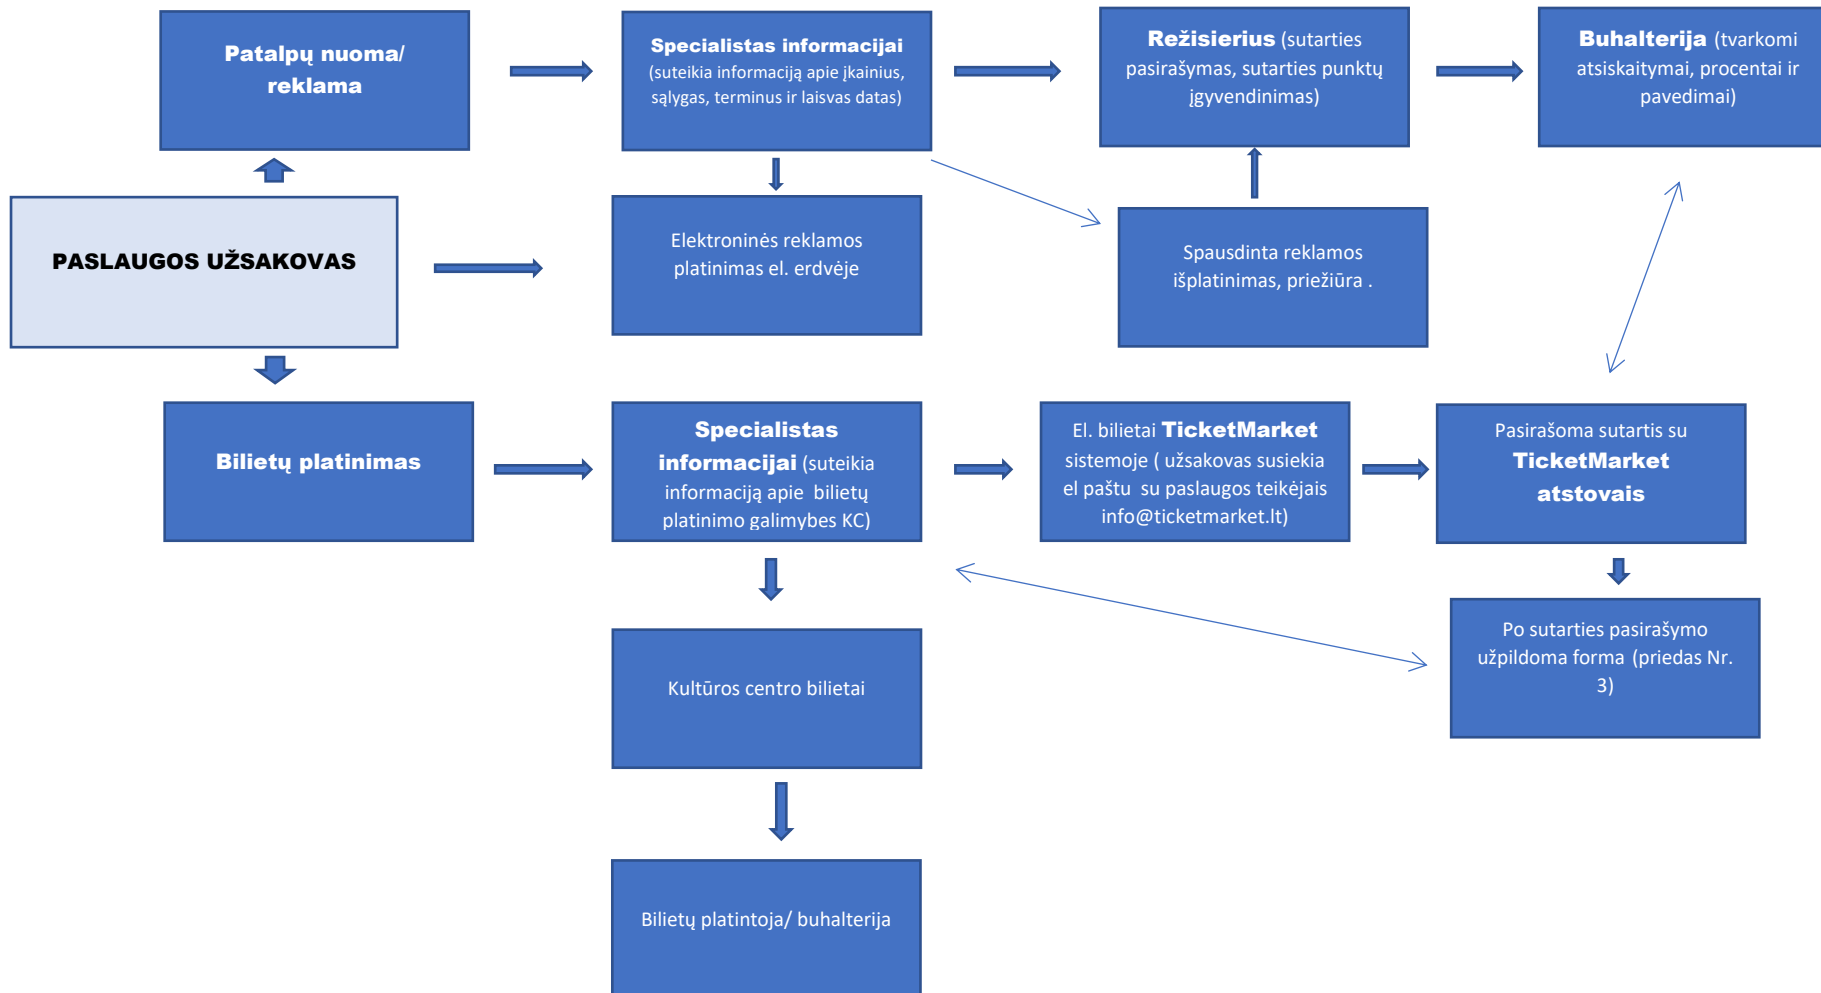 Patalpų nuoma/
reklama
Specialistas informacijai
(suteikia informaciją apie įkainius,
sąlygas, terminus ir laisvas datas)
Režisierius (sutarties
pasirašymas, sutarties punktų
įgyvendinimas)
Buhalterija (tvarkomi
atsiskaitymai, procentai ir
pavedimai)
PASLAUGOS UŽSAKOVAS
Elektroninės reklamos
platinimas el. erdvėje
Spausdinta reklamos
išplatinimas, priežiūra .
Bilietų platinimas
Specialistas
informacijai (suteikia
informaciją apie  bilietų
platinimo galimybes KC)
El. bilietai TicketMarket
sistemoje ( užsakovas susiekia
el paštu  su paslaugos teikėjais
info@ticketmarket.lt)
Pasirašoma sutartis su
TicketMarket
atstovais
Po sutarties pasirašymo
užpildoma forma (priedas Nr.
3)
Kultūros centro bilietai
Bilietų platintoja/ buhalterija